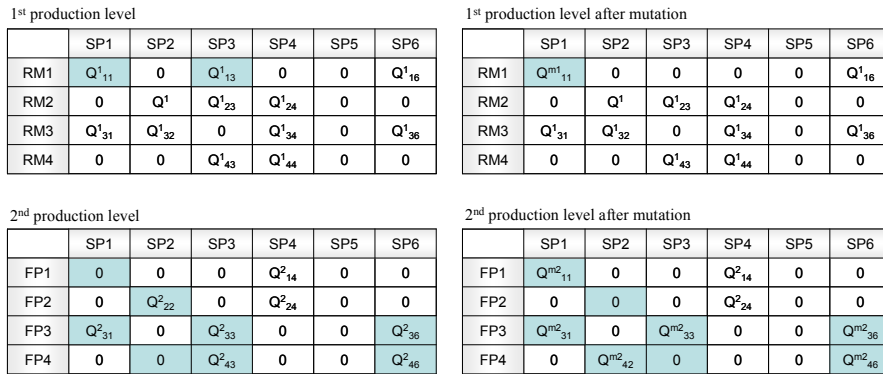 1st production level
SP1 SP2 SP3 SP4 SP5 SP6
RM1 Q¹₁₁ 0 Q¹₁₃ 0 0 Q¹₁₆
RM2 0 Q¹ Q¹₂₃ Q¹₂₄ 0 0
RM3 Q¹₃₁ Q¹₃₂ 0 Q¹₃₄ 0 Q¹₃₆
RM4 0 0 Q¹₄₃ Q¹₄₄ 0 0
1st production level after mutation
SP1 SP2 SP3 SP4 SP5 SP6
RM1 Qᵐ¹₁₁ 0 0 0 0 Q¹₁₆
RM2 0 Q¹ Q¹₂₃ Q¹₂₄ 0 0
RM3 Q¹₃₁ Q¹₃₂ 0 Q¹₃₄ 0 Q¹₃₆
RM4 0 0 Q¹₄₃ Q¹₄₄ 0 0
2nd production level
SP1 SP2 SP3 SP4 SP5 SP6
FP1 0 0 0 Q²₁₄ 0 0
FP2 0 Q²₂₂ 0 Q²₂₄ 0 0
FP3 Q²₃₁ 0 Q²₃₃ 0 0 Q²₃₆
FP4 0 0 Q²₄₃ 0 0 Q²₄₆
2nd production level after mutation
SP1 SP2 SP3 SP4 SP5 SP6
FP1 Qᵐ²₁₁ 0 0 Q²₁₄ 0 0
FP2 0 0 0 Q²₂₄ 0 0
FP3 Qᵐ²₃₁ 0 Qᵐ²₃₃ 0 0 Qᵐ²₃₆
FP4 0 Qᵐ²₄₂ 0 0 0 Qᵐ²₄₆